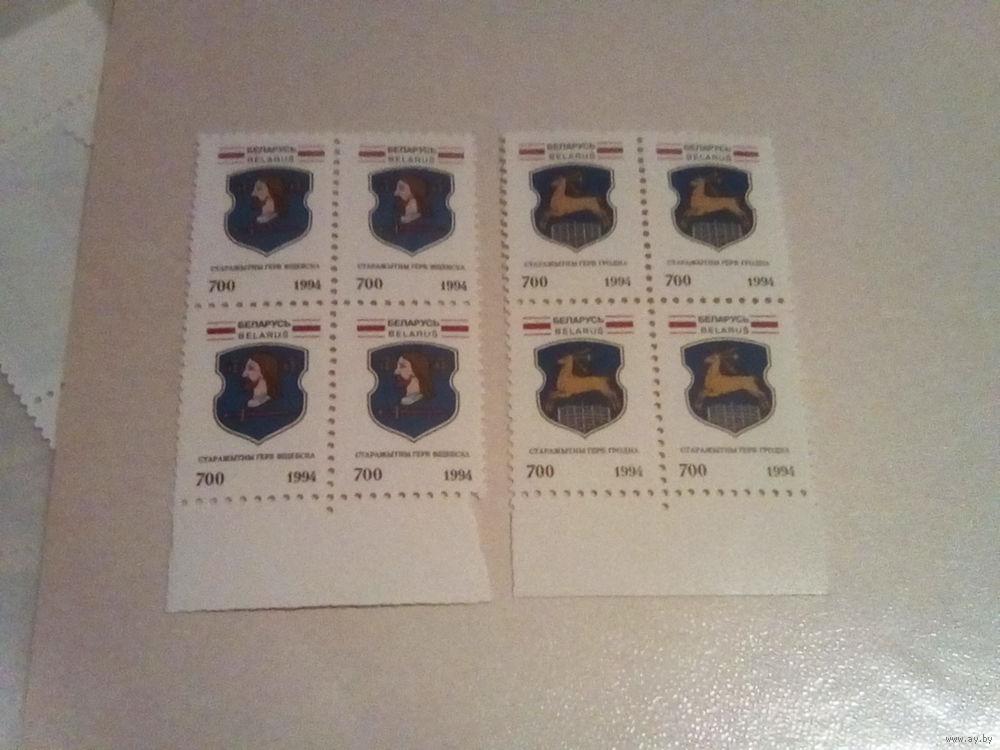 БЕЛАРУСЬ
BELARUS
СТАРАЖЫТНЫ ГЕРБ ВІЦЕБСКА
700 1994
БЕЛАРУСЬ
BELARUS
СТАРАЖЫТНЫ ГЕРБ ВІЦЕБСКА
700 1994
БЕЛАРУСЬ
BELARUS
СТАРАЖЫТНЫ ГЕРБ ГРОДНА
700 1994
БЕЛАРУСЬ
BELARUS
СТАРАЖЫТНЫ ГЕРБ ГРОДНА
700 1994
БЕЛАРУСЬ
BELARUS
СТАРАЖЫТНЫ ГЕРБ ВІЦЕБСКА
700 1994
БЕЛАРУСЬ
BELARUS
СТАРАЖЫТНЫ ГЕРБ ВІЦЕБСКА
700 1994
БЕЛАРУСЬ
BELARUS
СТАРАЖЫТНЫ ГЕРБ ГРОДНА
700 1994
БЕЛАРУСЬ
BELARUS
СТАРАЖЫТНЫ ГЕРБ ГРОДНА
700 1994
www.ay.by